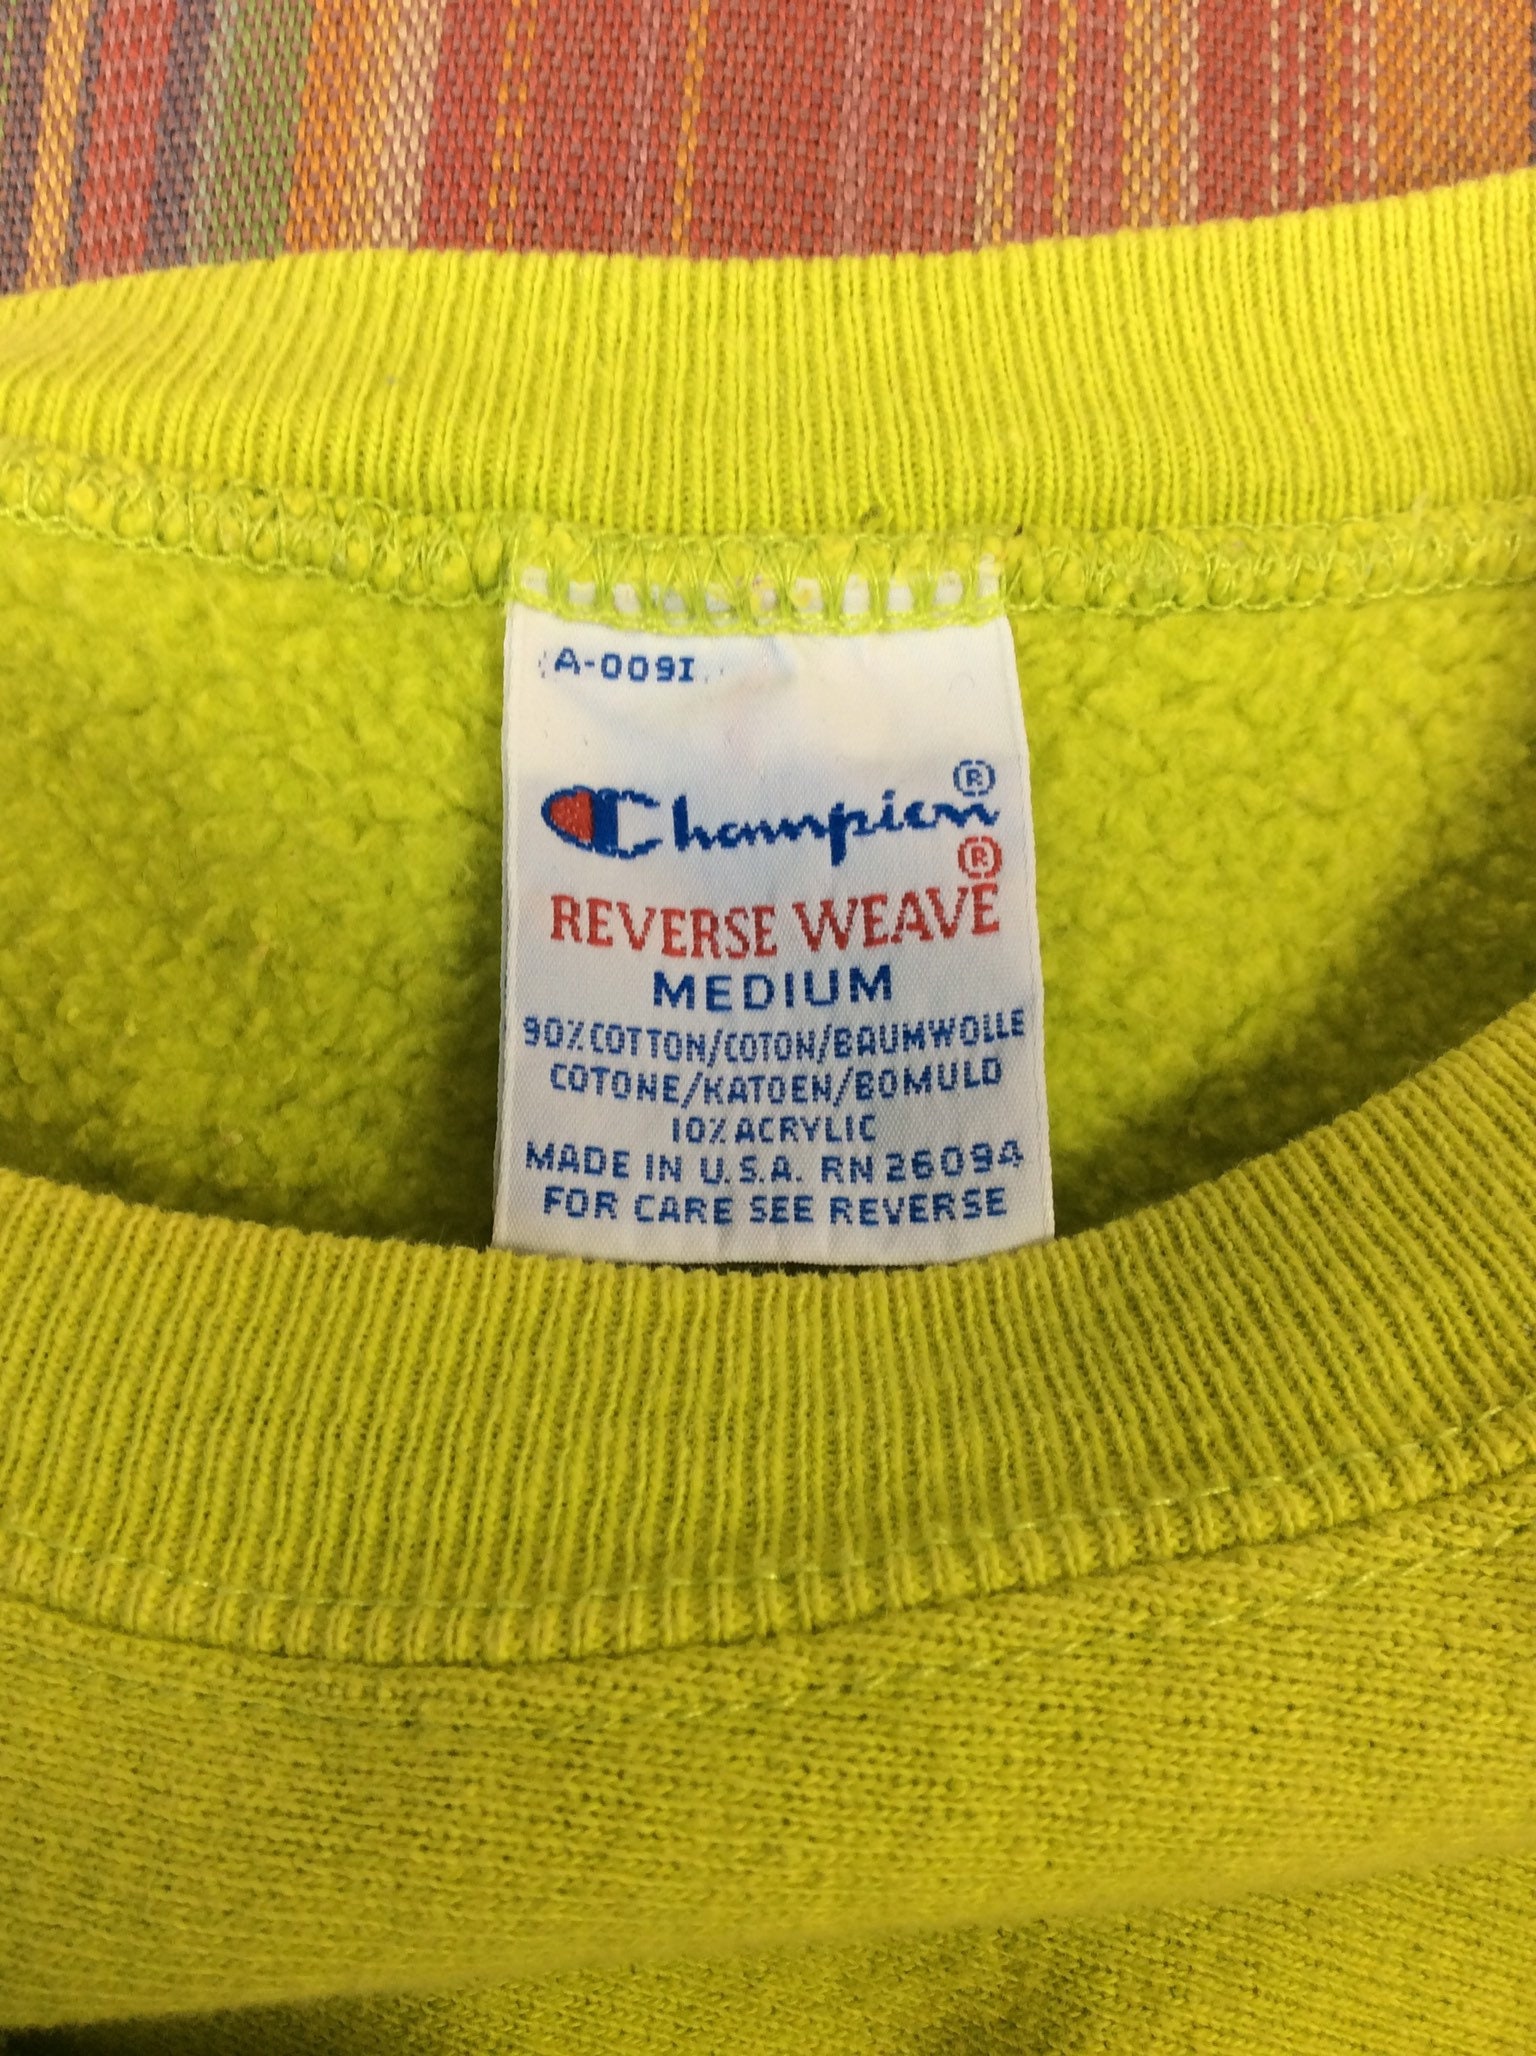 A-009I
Champion®
REVERSE WEAVE®
MEDIUM
90% COTTON/COTON/BAUMWOLLE
COTONE/KATOEN/BOMULD
10% ACRYLIC
MADE IN U.S.A. RN 26094
FOR CARE SEE REVERSE